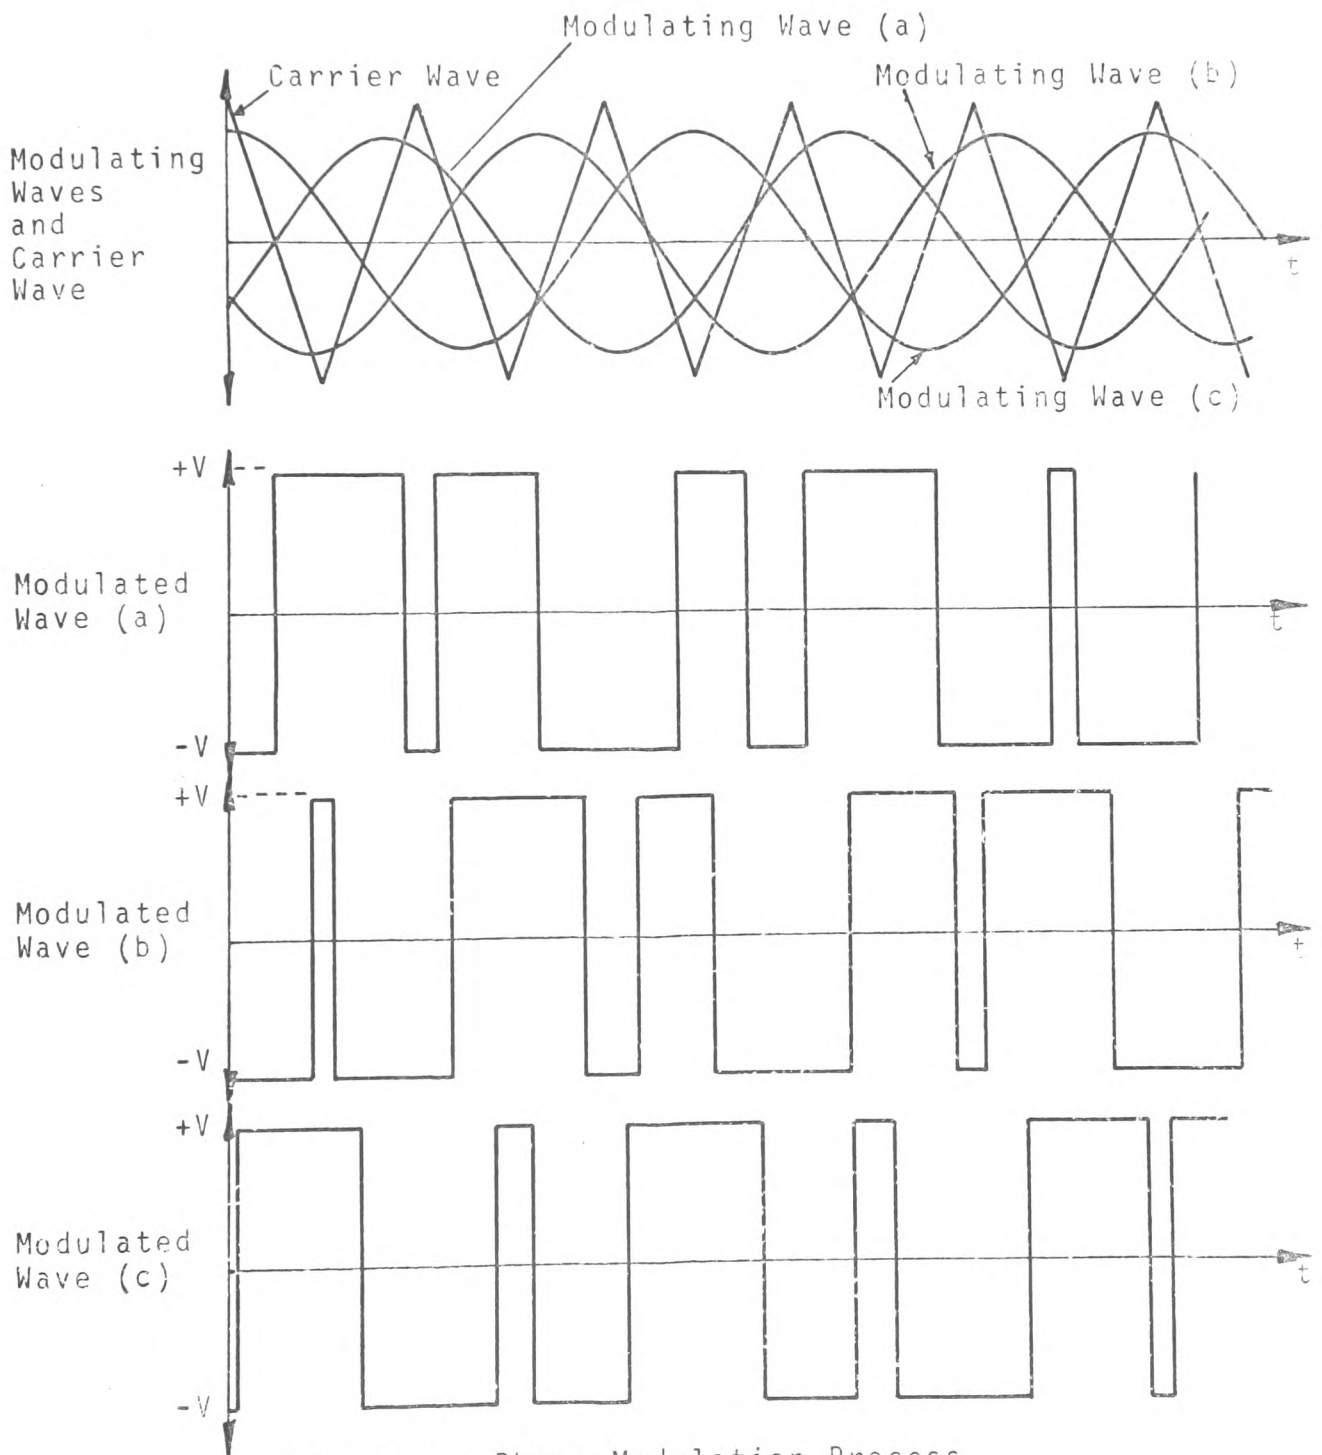 Modulating Wave (a)
Carrier Wave
Modulating Wave (b)
Modulating
Waves
and
Carrier
Wave
t
Modulating Wave (c)
+V
Modulated
Wave (a)
t
-V
+V
Modulated
Wave (b)
t
-V
+V
Modulated
Wave (c)
t
-V
Modulation Process